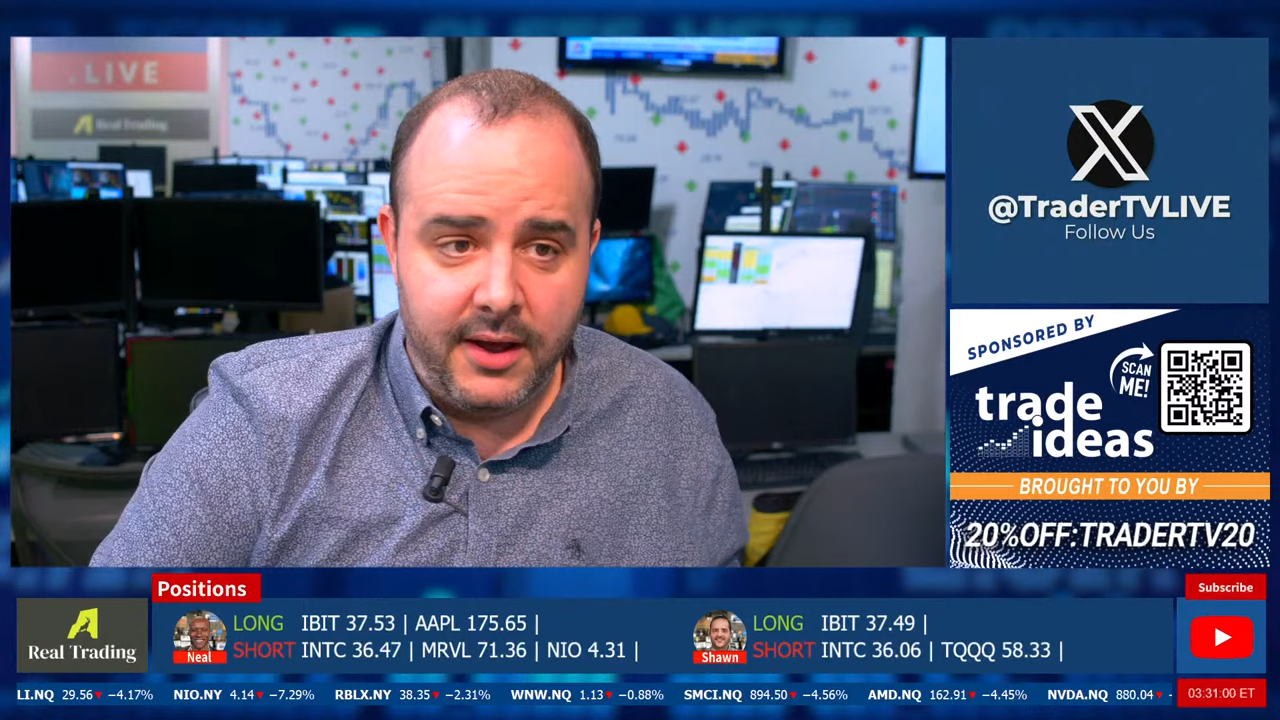 .LIVE
Real Trading
@TraderTVLIVE
Follow Us
SPONSORED BY
SCAN
ME!
trade
ideas
BROUGHT TO YOU BY
20%OFF:TRADERTV20
Positions
Subscribe
Real Trading
Neal
LONG IBIT 37.53 | AAPL 175.65 |
SHORT INTC 36.47 | MRVL 71.36 | NIO 4.31 |
Shawn
LONG IBIT 37.49 |
SHORT INTC 36.06 | TQQQ 58.33 |
LI.NQ 29.56▼ −4.17% NIO.NY 4.14▼ −7.29% RBLX.NY 38.35▼ −2.31% WNW.NQ 1.13▼ −0.88% SMCI.NQ 894.50▼ −4.56% AMD.NQ 162.91▼ −4.45% NVDA.NQ 880.04▼ -
03:31:00 ET